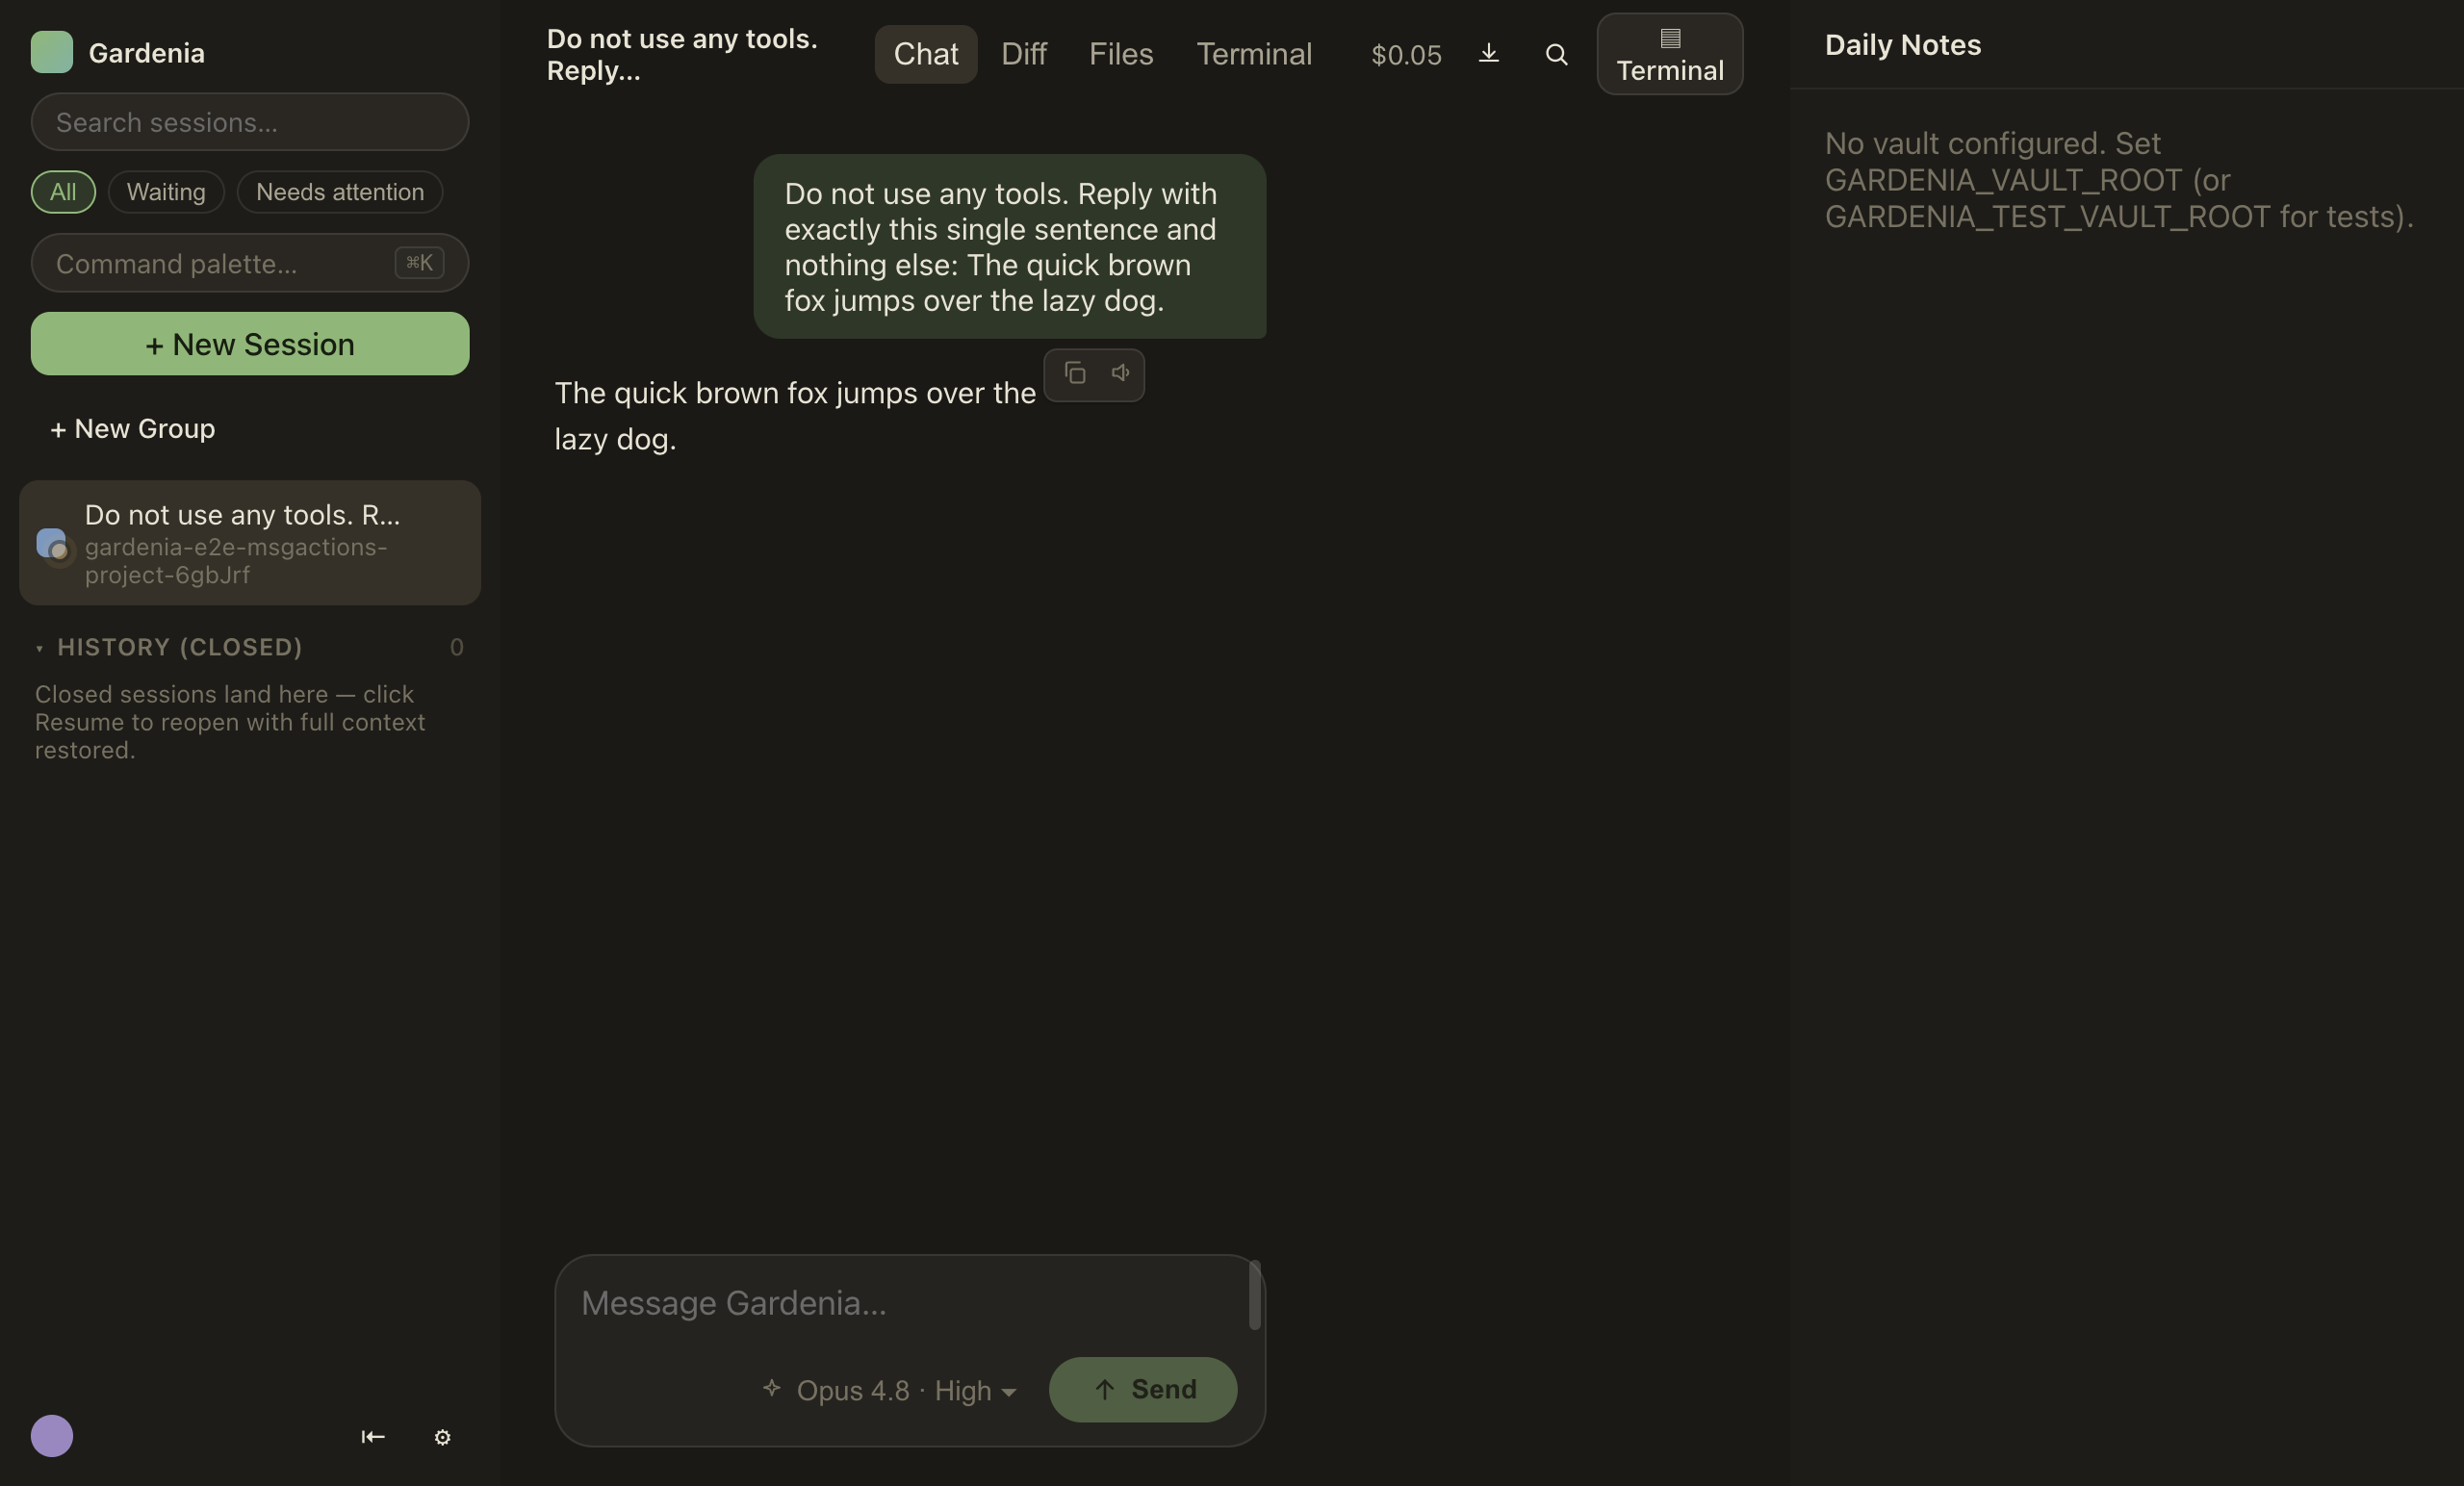 Gardenia
Search sessions...
All
Waiting
Needs attention
Command palette...
⌘K
+ New Session
+ New Group
Do not use any tools. R...
gardenia-e2e-msgactions-
project-6gbJrf
HISTORY (CLOSED)
0
Closed sessions land here — click
Resume to reopen with full context
restored.
Do not use any tools.
Reply...
Chat
Diff
Files
Terminal
$0.05
Terminal
Do not use any tools. Reply with
exactly this single sentence and
nothing else: The quick brown
fox jumps over the lazy dog.
The quick brown fox jumps over the
lazy dog.
Message Gardenia...
Opus 4.8 · High
Send
Daily Notes
No vault configured. Set
GARDENIA_VAULT_ROOT (or
GARDENIA_TEST_VAULT_ROOT for tests).